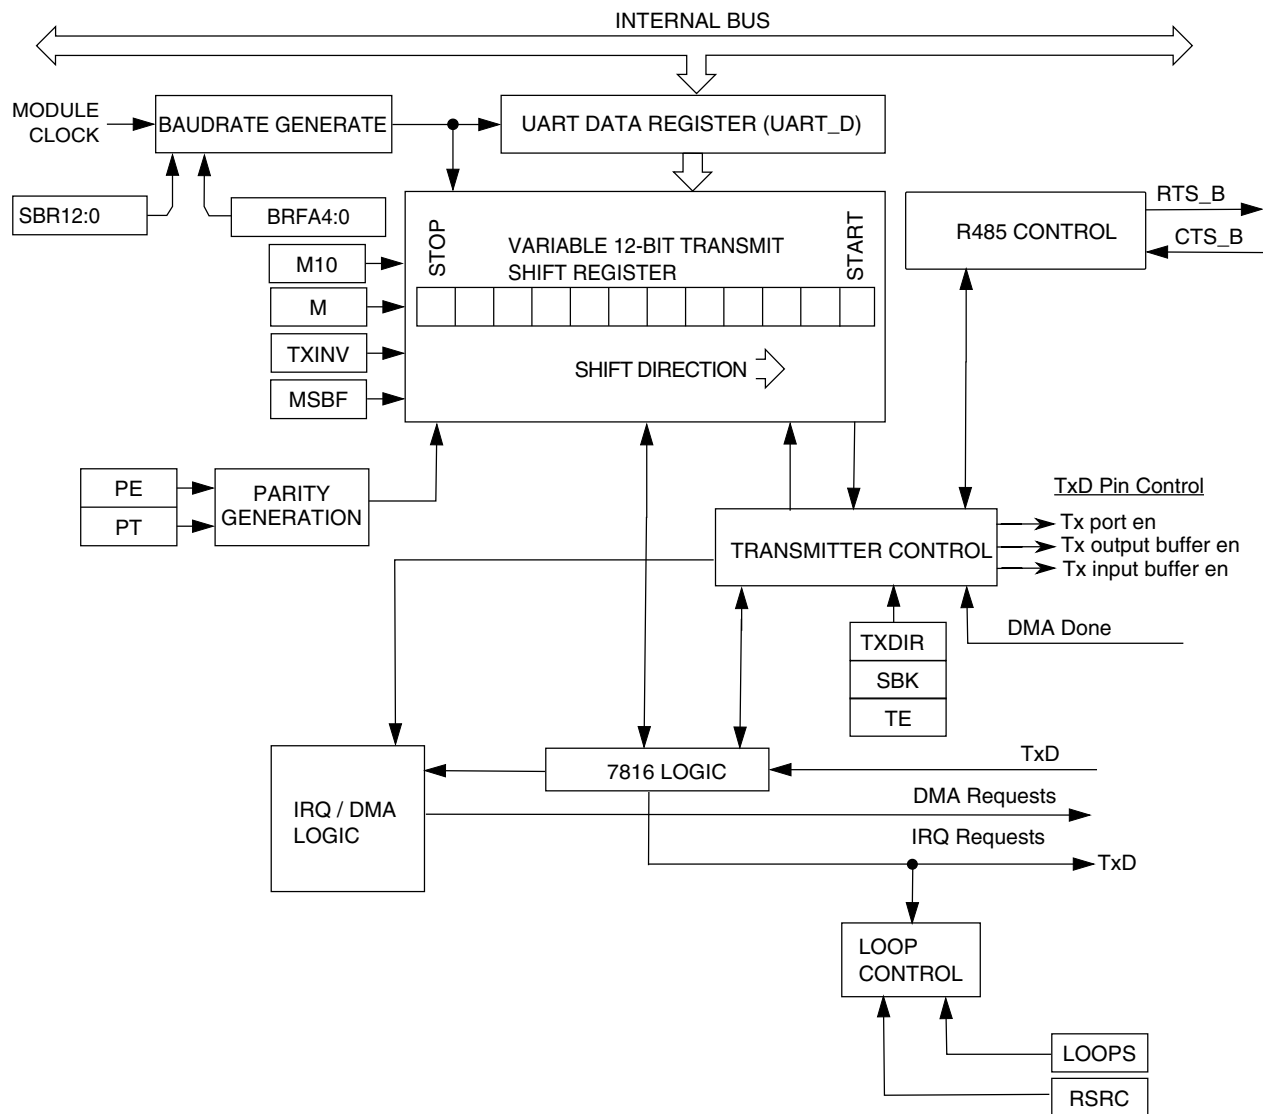 INTERNAL BUS
MODULE
CLOCK
BAUDRATE GENERATE
UART DATA REGISTER (UART_D)
SBR12:0
BRFA4:0
RTS_B
R485 CONTROL
CTS_B
STOP
VARIABLE 12-BIT TRANSMIT
SHIFT REGISTER
START
M10
M
TXINV
SHIFT DIRECTION
MSBF
PE
PT
PARITY
GENERATION
TxD Pin Control
Tx port en
TRANSMITTER CONTROL
Tx output buffer en
Tx input buffer en
DMA Done
TXDIR
SBK
TE
7816 LOGIC
TxD
IRQ / DMA
LOGIC
DMA Requests
IRQ Requests
TxD
LOOP
CONTROL
LOOPS
RSRC